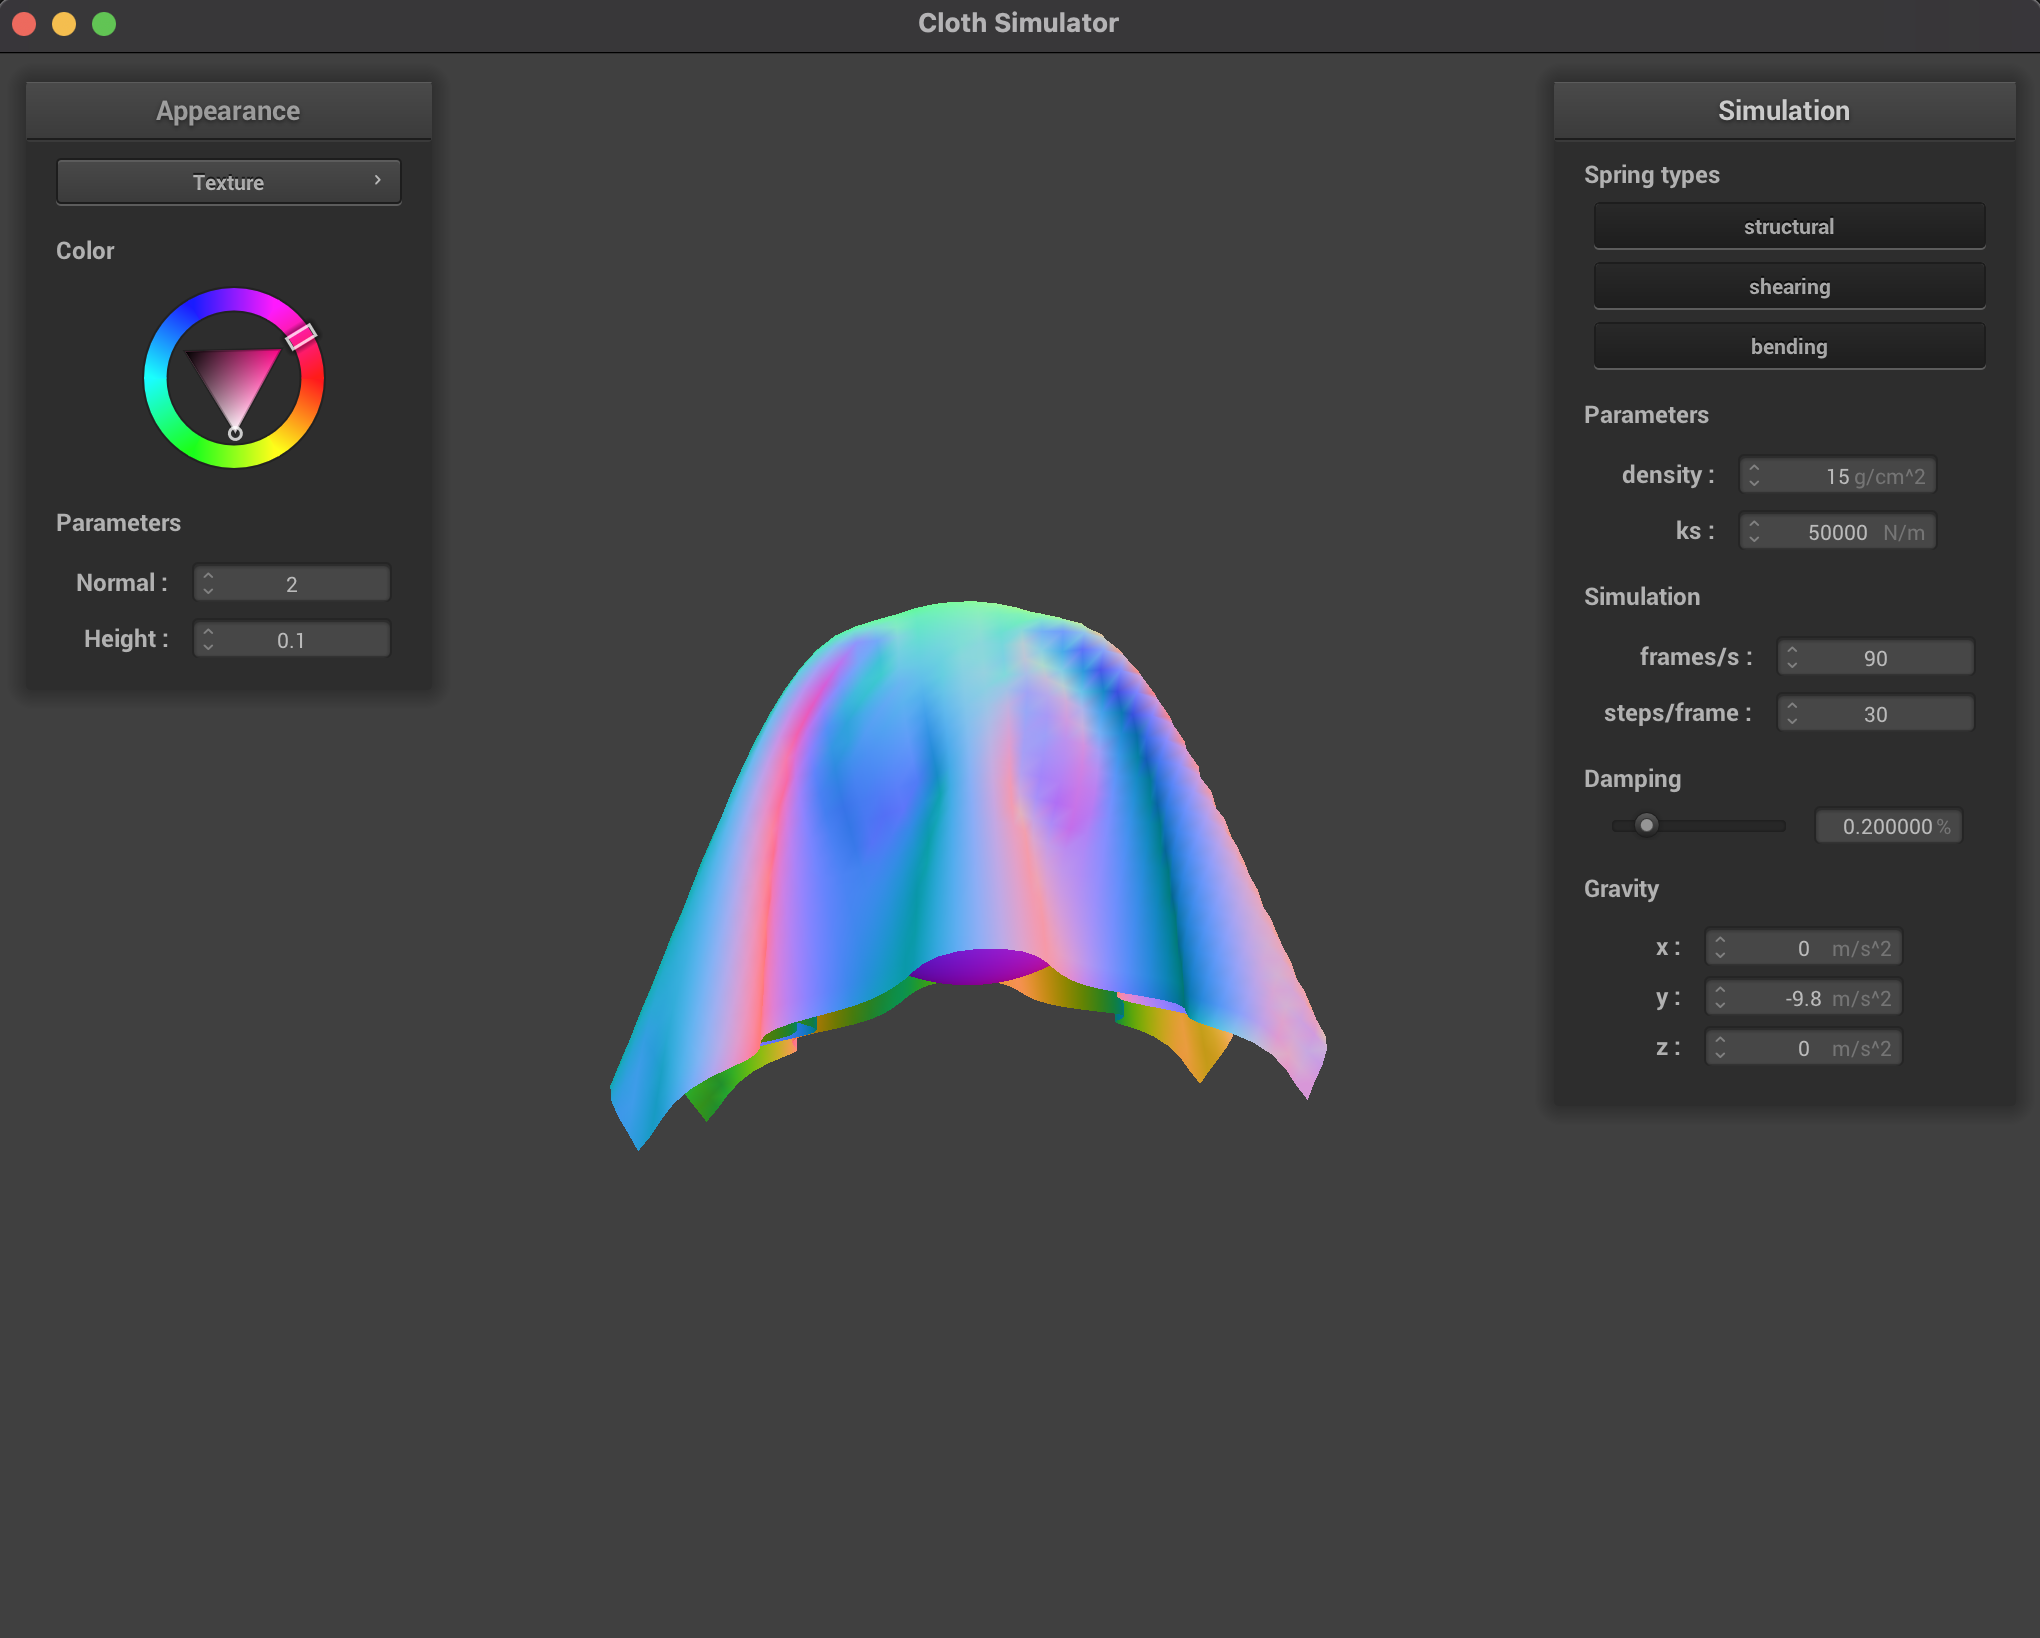 Cloth Simulator
Appearance
Texture
Color
Parameters
Normal : 2
Height : 0.1
Simulation
Spring types
structural
shearing
bending
Parameters
density : 15 g/cm^2
ks : 50000 N/m
Simulation
frames/s : 90
steps/frame : 30
Damping
0.200000 %
Gravity
x : 0 m/s^2
y : -9.8 m/s^2
z : 0 m/s^2